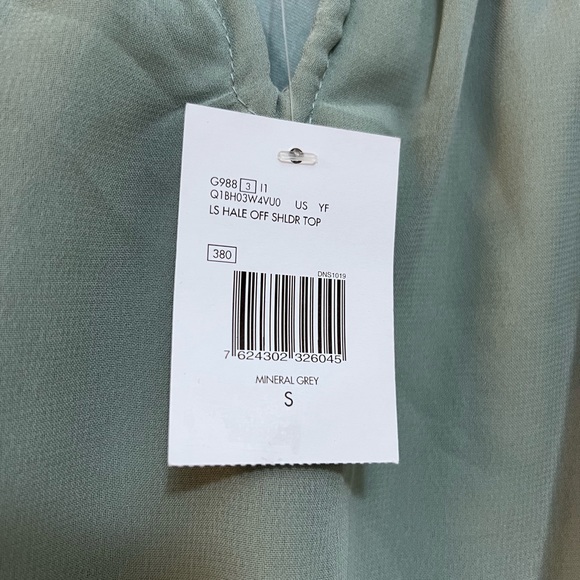 G988 3 I1
Q1BH03W4VU0 US YF
LS HALE OFF SHLDR TOP
380
DNS1019
7 624302 326045
MINERAL GREY
S